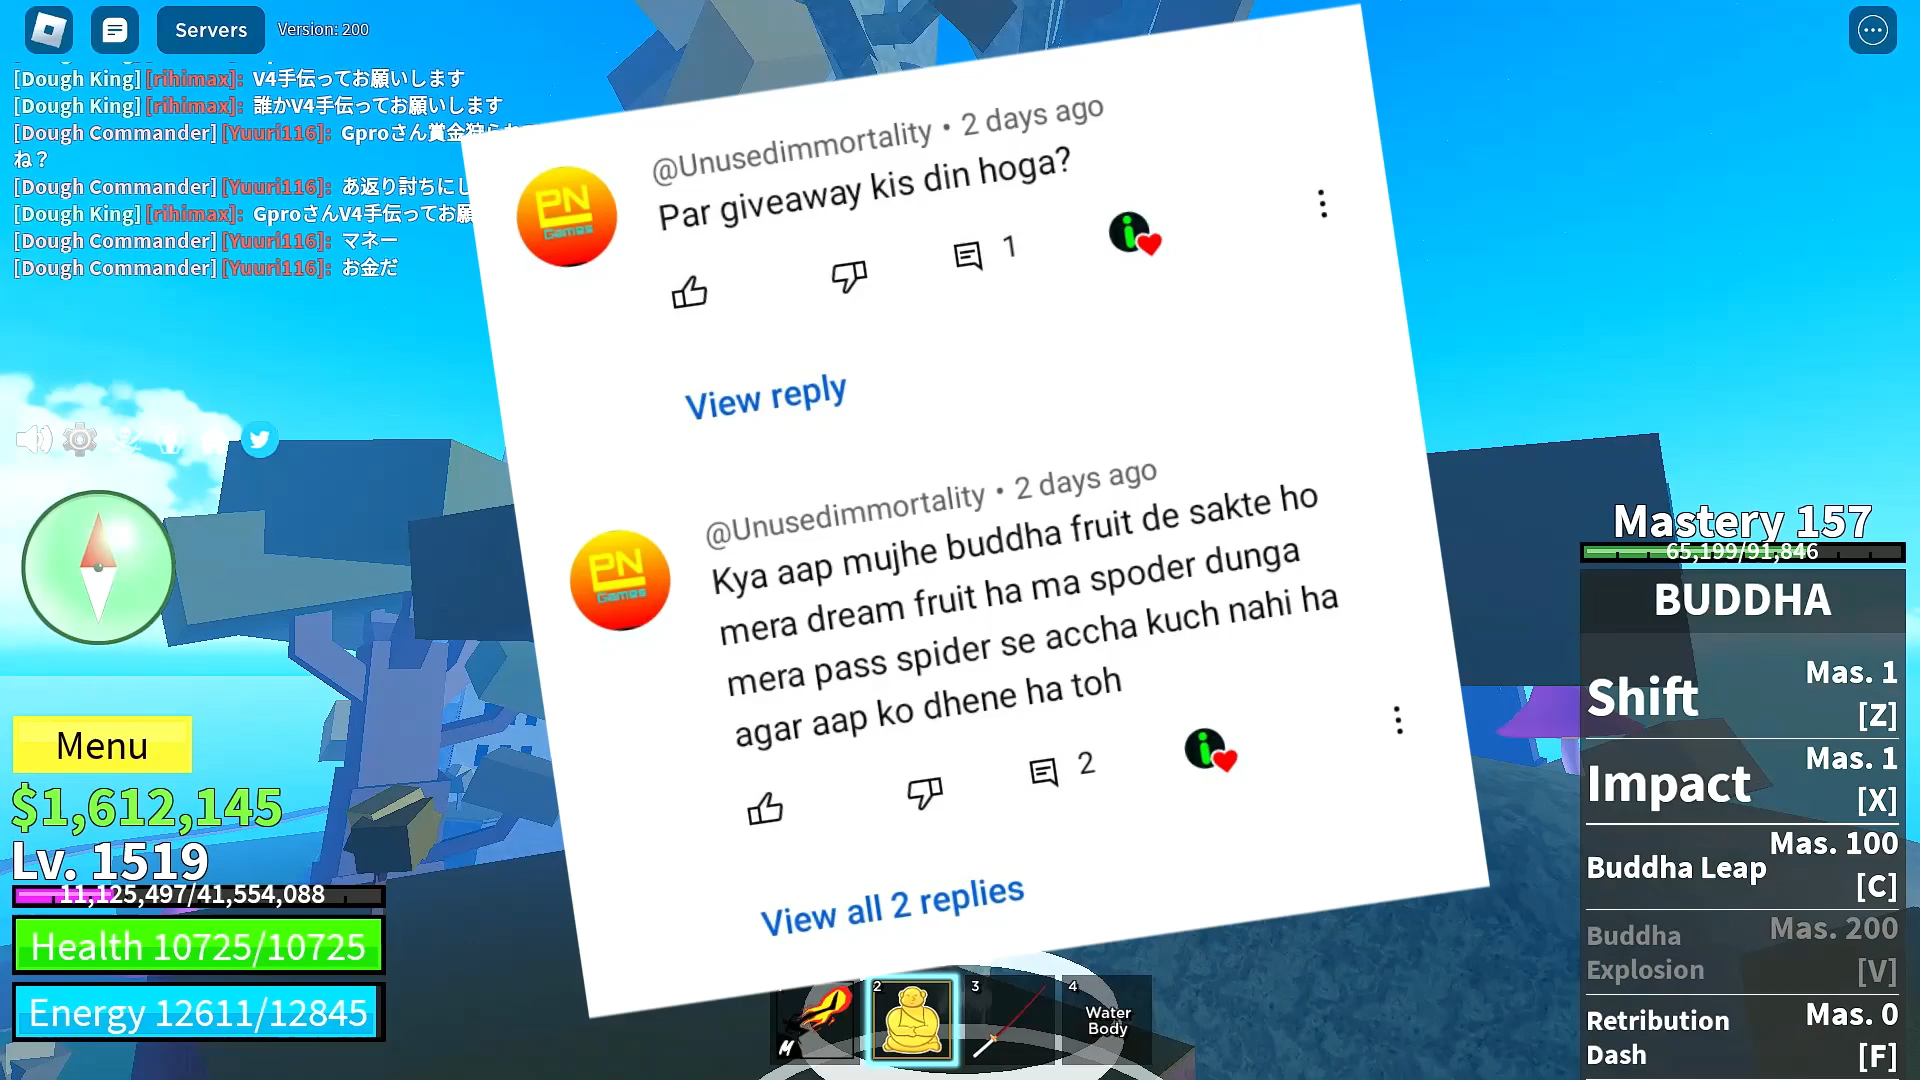 Servers
Version: 200
[Dough King] [rihimax]: V4手伝ってお願いします
[Dough King] [rihimax]: 誰かV4手伝ってお願いします
[Dough Commander] [Yuuri116]: Gproさん賞金狩られ
ね？
[Dough Commander] [Yuuri116]: あ返り討ちにし
[Dough King] [rihimax]: GproさんV4手伝ってお願
[Dough Commander] [Yuuri116]: マネー
[Dough Commander] [Yuuri116]: お金だ
PN
Games
@Unusedimmortality • 2 days ago
Par giveaway kis din hoga?
1
i
View reply
PN
Games
@Unusedimmortality • 2 days ago
Kya aap mujhe buddha fruit de sakte ho
mera dream fruit ha ma spoder dunga
mera pass spider se accha kuch nahi ha
agar aap ko dhene ha toh
2
i
View all 2 replies
Menu
$1,612,145
Lv. 1519
11,125,497/41,554,088
Health 10725/10725
Energy 12611/12845
M
2
3
4
Water
Body
Mastery 157
65,199/91,846
BUDDHA
Shift Mas. 1
[Z]
Impact Mas. 1
[X]
Buddha Leap Mas. 100
[C]
Buddha Explosion Mas. 200
[V]
Retribution Dash Mas. 0
[F]